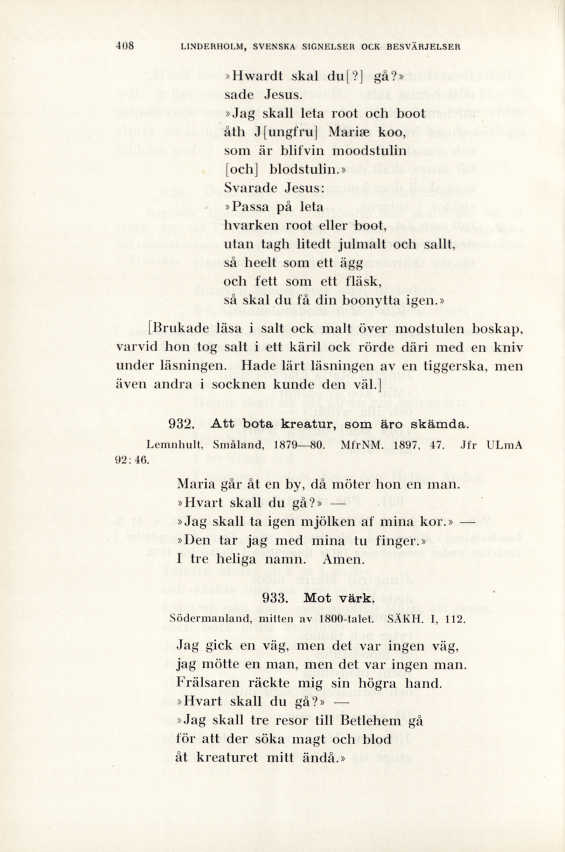 408 LINDERHOLM, SVENSKA SIGNELSER OCK BESVÄRJELSER
»Hwardt skal du[?] gå?»
sade Jesus.
»Jag skall leta root och boot
åth J[ungfru] Mariæ koo,
som är blifvin moodstulin
[och] blodstulin.»
Svarade Jesus:
»Passa på leta
hvarken root eller boot,
utan tagh litedt julmalt och sallt,
så heelt som ett ägg
och fett som ett fläsk,
så skal du få din boonytta igen.»
[Brukade läsa i salt ock malt över modstulen boskap,
varvid hon tog salt i ett käril ock rörde däri med en kniv
under läsningen. Hade lärt läsningen av en tiggerska, men
även andra i socknen kunde den väl.]
932. Att bota kreatur, som äro skämda.
Lemnhult, Småland, 1879—80. MfrNM. 1897, 47. Jfr ULmA
92: 46.
Maria går åt en by, då möter hon en man.
»Hvart skall du gå?» —
»Jag skall ta igen mjölken af mina kor.» —
»Den tar jag med mina tu finger.»
I tre heliga namn. Amen.
933. Mot värk.
Södermanland, mitten av 1800-talet. SÄKH. I, 112.
Jag gick en väg, men det var ingen väg,
jag mötte en man, men det var ingen man.
Frälsaren räckte mig sin högra hand.
»Hvart skall du gå?» —
»Jag skall tre resor till Betlehem gå
för att der söka magt och blod
åt kreaturet mitt ändå.»